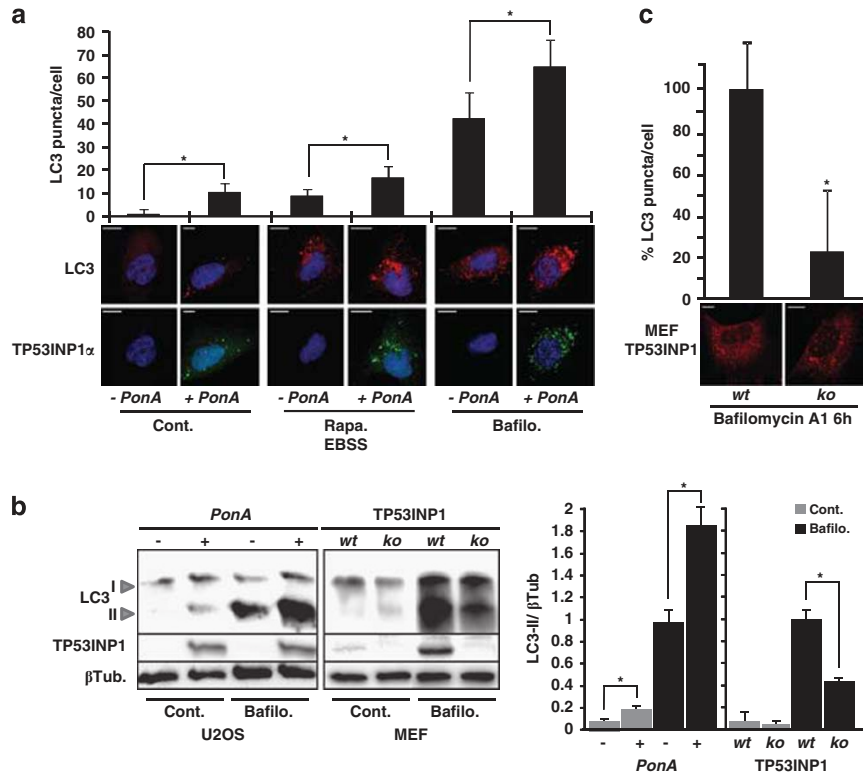 a
LC3 puncta/cell
80
70
60
50
40
30
20
10
0
*
*
*
LC3
TP53INP1α
- PonA + PonA - PonA + PonA - PonA + PonA
Cont. Rapa. Bafilo.
EBSS
c
% LC3 puncta/cell
100
80
60
40
20
0
*
MEF
TP53INP1
wt ko
Bafilomycin A1 6h
b
PonA TP53INP1
- + - + wt ko wt ko
LC3
I
II
TP53INP1
βTub.
Cont. Bafilo. Cont. Bafilo.
U2OS MEF
LC3-II/ βTub
2
1.8
1.6
1.4
1.2
1
0.8
0.6
0.4
0.2
0
*
*
*
Cont.
Bafilo.
- + - + wt ko wt ko
PonA TP53INP1